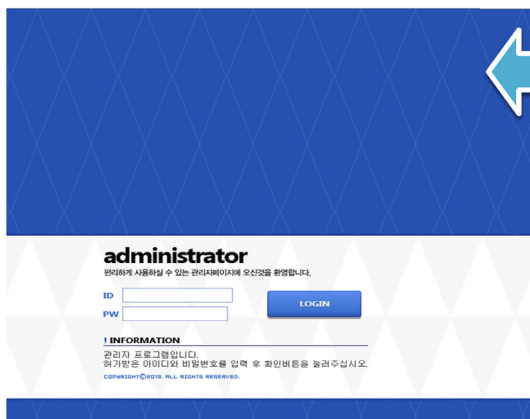 administrator
편리하게 사용하실 수 있는 관리자페이지에 오신것을 환영합니다.
ID
LOGIN
PW
! INFORMATION
관리자 프로그램입니다.
허가받은 아이디와 비밀번호를 입력 후 확인버튼을 눌러주십시오.
COPYRIGHTⓒ2018. ALL RIGHTS RESERVED.